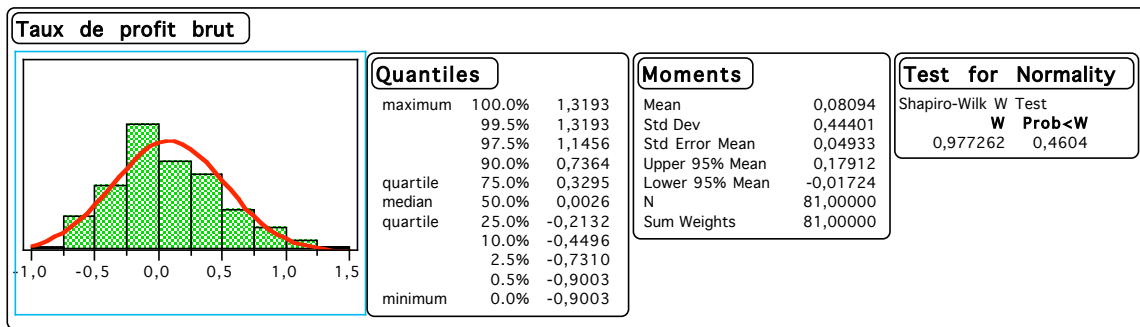 Taux de profit brut
-1,0 -0,5 0,0 0,5 1,0 1,5
Quantiles
maximum 100.0% 1,3193
99.5% 1,3193
97.5% 1,1456
90.0% 0,7364
quartile 75.0% 0,3295
median 50.0% 0,0026
quartile 25.0% -0,2132
10.0% -0,4496
2.5% -0,7310
0.5% -0,9003
minimum 0.0% -0,9003
Moments
Mean 0,08094
Std Dev 0,44401
Std Error Mean 0,04933
Upper 95% Mean 0,17912
Lower 95% Mean -0,01724
N 81,00000
Sum Weights 81,00000
Test for Normality
Shapiro-Wilk W Test
W Prob<W
0,977262 0,4604